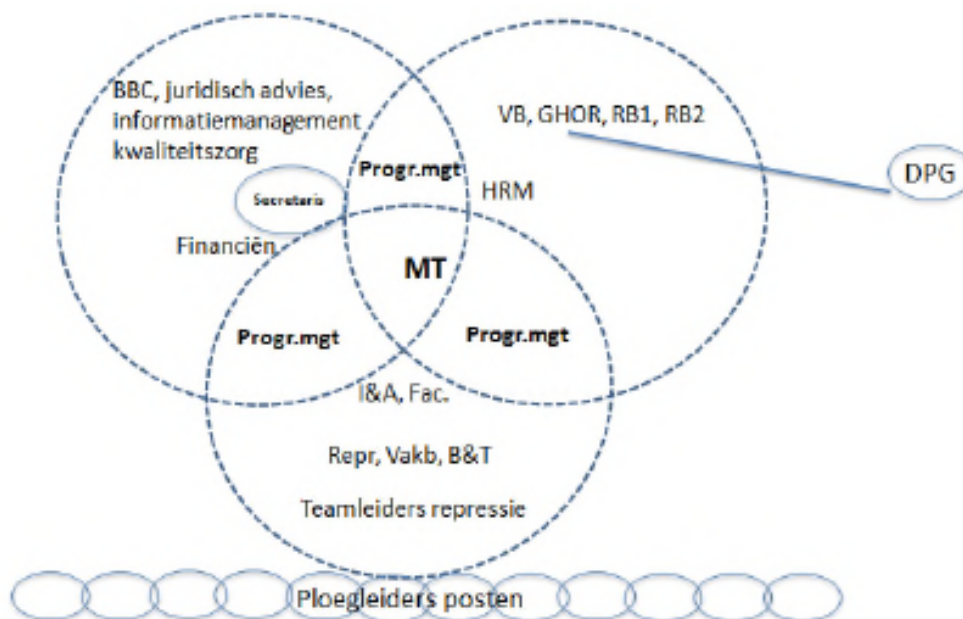 BBC, juridisch advies,
informatiemanagement
kwaliteitszorg
VB, GHOR, RB1, RB2
Progr.mgt
DPG
HRM
Secretaris
Financiën
MT
Progr.mgt
Progr.mgt
I&A, Fac.
Repr, Vakb, B&T
Teamleiders repressie
Ploegleiders posten